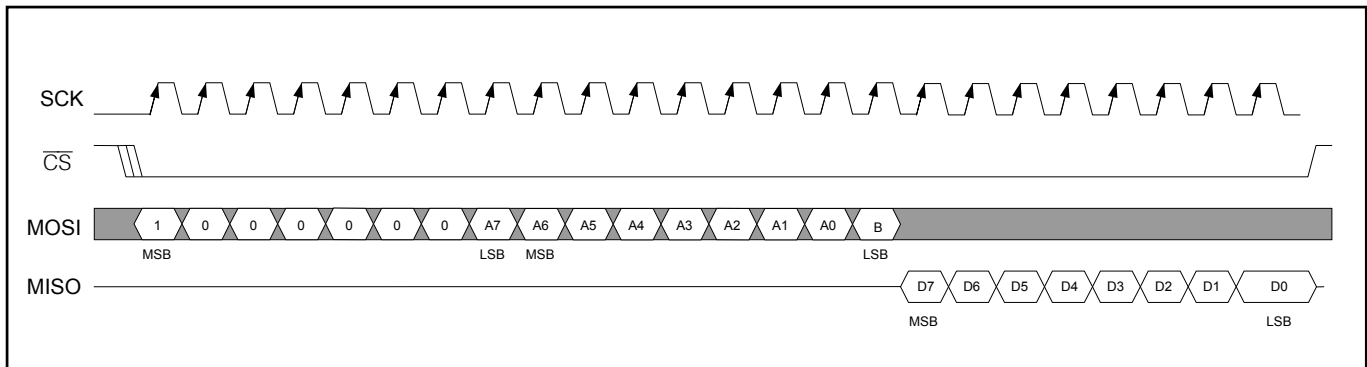 SCK
C̅S̅
MOSI 1 0 0 0 0 0 0 A7 A6 A5 A4 A3 A2 A1 A0 B
MSB LSB MSB LSB
MISO D7 D6 D5 D4 D3 D2 D1 D0
MSB LSB